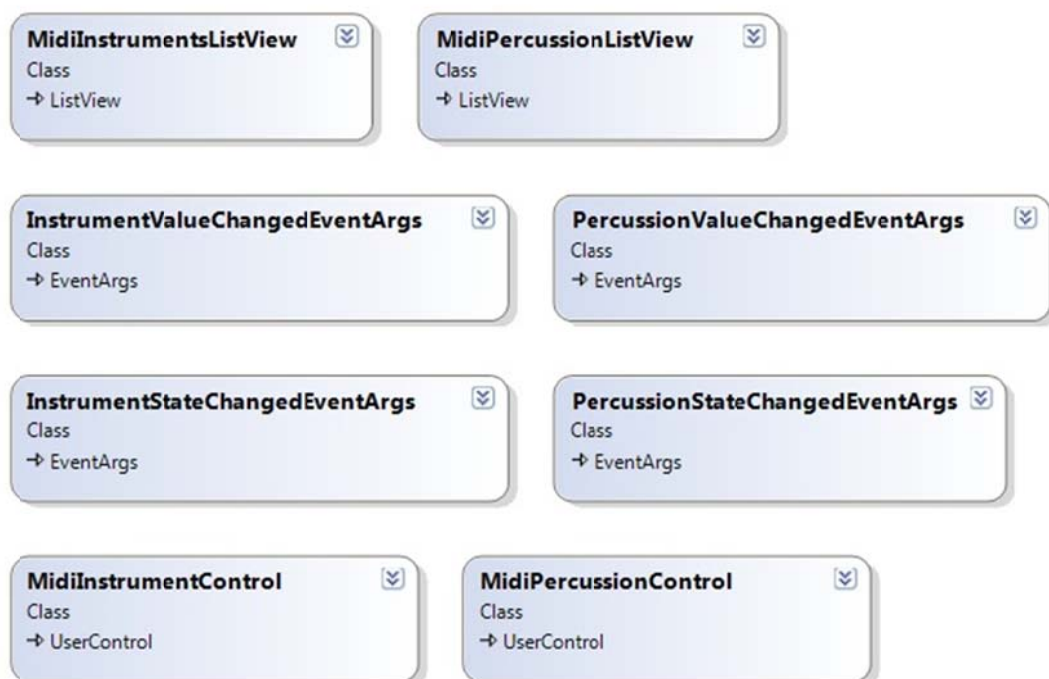 MidiInstrumentsListView
Class
ListView
MidiPercussionListView
Class
ListView
InstrumentValueChangedEventArgs
Class
EventArgs
PercussionValueChangedEventArgs
Class
EventArgs
InstrumentStateChangedEventArgs
Class
EventArgs
PercussionStateChangedEventArgs
Class
EventArgs
MidiInstrumentControl
Class
UserControl
MidiPercussionControl
Class
UserControl